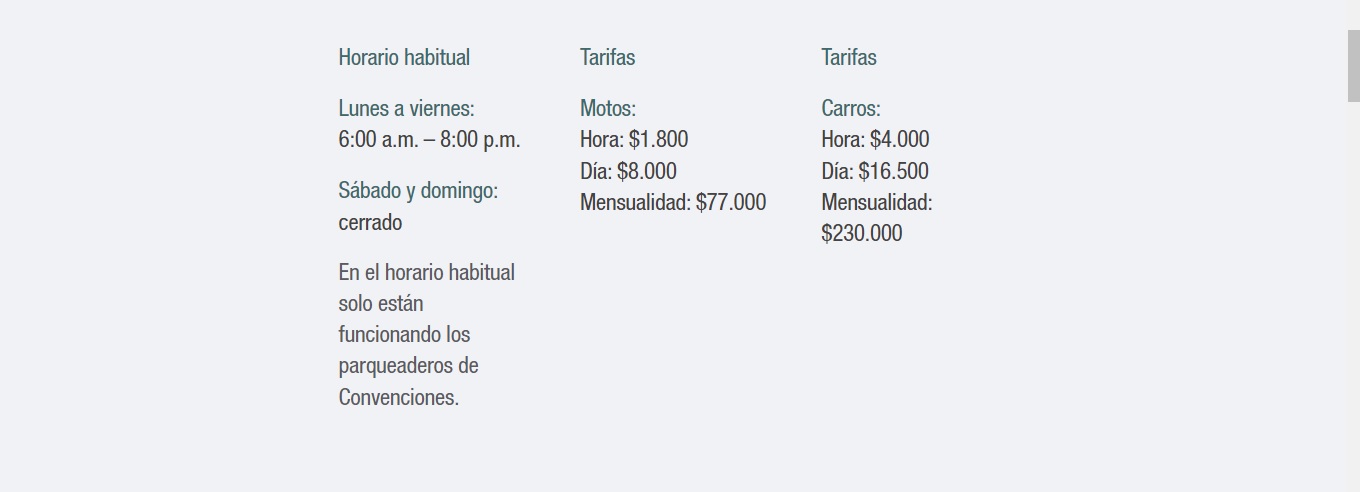 Horario habitual
Lunes a viernes:
6:00 a.m. – 8:00 p.m.
Sábado y domingo:
cerrado
En el horario habitual
solo están
funcionando los
parqueaderos de
Convenciones.
Tarifas
Motos:
Hora: $1.800
Día: $8.000
Mensualidad: $77.000
Tarifas
Carros:
Hora: $4.000
Día: $16.500
Mensualidad:
$230.000